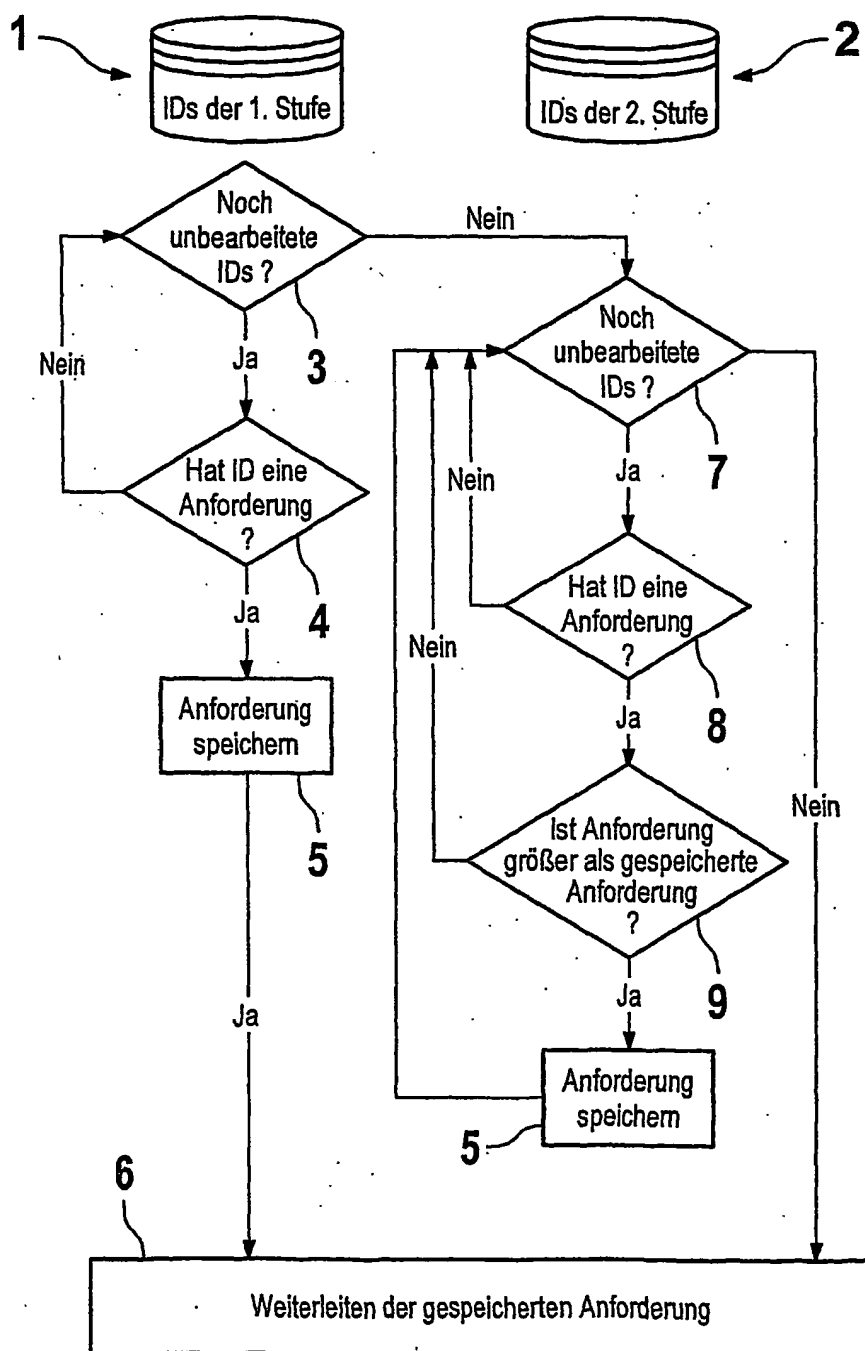 1
2
IDs der 1. Stufe
IDs der 2. Stufe
Noch
unbearbeitete
IDs ?
3
Nein
Ja
Nein
Hat ID eine
Anforderung
?
4
Ja
Anforderung
speichern
5
Ja
Noch
unbearbeitete
IDs ?
7
Ja
Nein
Hat ID eine
Anforderung
?
8
Nein
Ja
Nein
Ist Anforderung
größer als gespeicherte
Anforderung
?
9
Ja
Anforderung
speichern
5
6
Weiterleiten der gespeicherten Anforderung